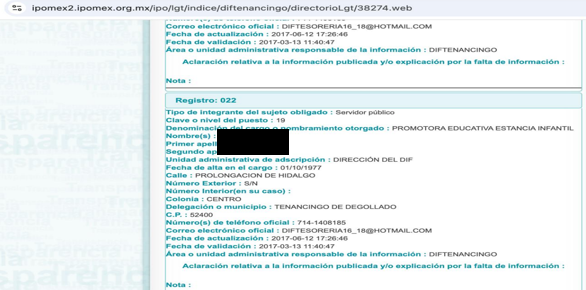 ipomex2.ipomex.org.mx/ipo/lgt/indice/diftenancingo/directorioLgt/38274.web
Correo electrónico oficial : DIFTESORERIA16_18@HOTMAIL.COM
Fecha de actualización : 2017-06-12 17:26:46
Fecha de validación : 2017-03-13 11:40:47
Área o unidad administrativa responsable de la información : DIFTENANCINGO
Aclaración relativa a la información publicada y/o explicación por la falta de información :
Nota :
Registro: 022
Tipo de integrante del sujeto obligado : Servidor público
Clave o nivel del puesto : 19
Denominación del cargo o nombramiento otorgado : PROMOTORA EDUCATIVA ESTANCIA INFANTIL
Nombre(s) :
Primer apell
Segundo ap
Unidad administrativa de adscripción : DIRECCIÓN DEL DIF
Fecha de alta en el cargo : 01/10/1977
Calle : PROLONGACION DE HIDALGO
Número Exterior : S/N
Número Interior(en su caso) :
Colonia : CENTRO
Delegación o municipio : TENANCINGO DE DEGOLLADO
C.P. : 52400
Número(s) de teléfono oficial : 714-1408185
Correo electrónico oficial : DIFTESORERIA16_18@HOTMAIL.COM
Fecha de actualización : 2017-06-12 17:26:46
Fecha de validación : 2017-03-13 11:40:47
Área o unidad administrativa responsable de la información : DIFTENANCINGO
Aclaración relativa a la información publicada y/o explicación por la falta de información :
Nota :